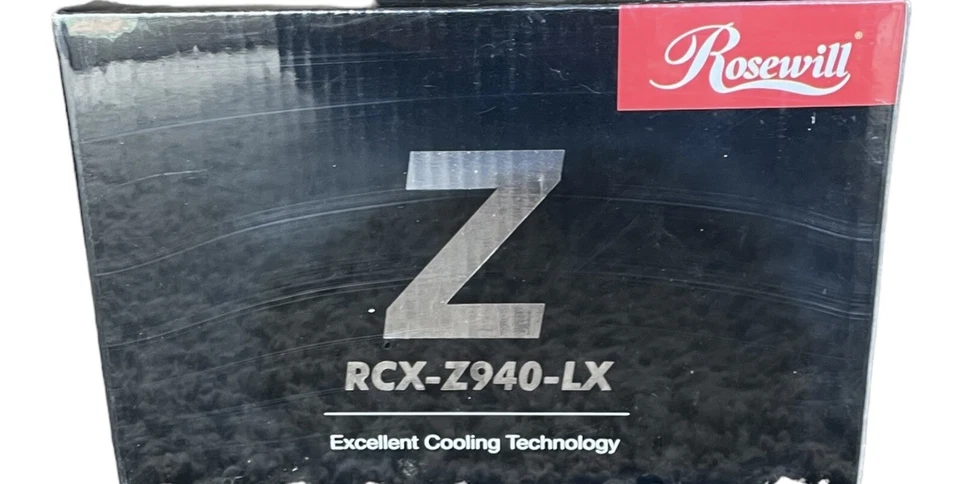 Rosewill
Z
RCX-Z940-LX
Excellent Cooling Technology